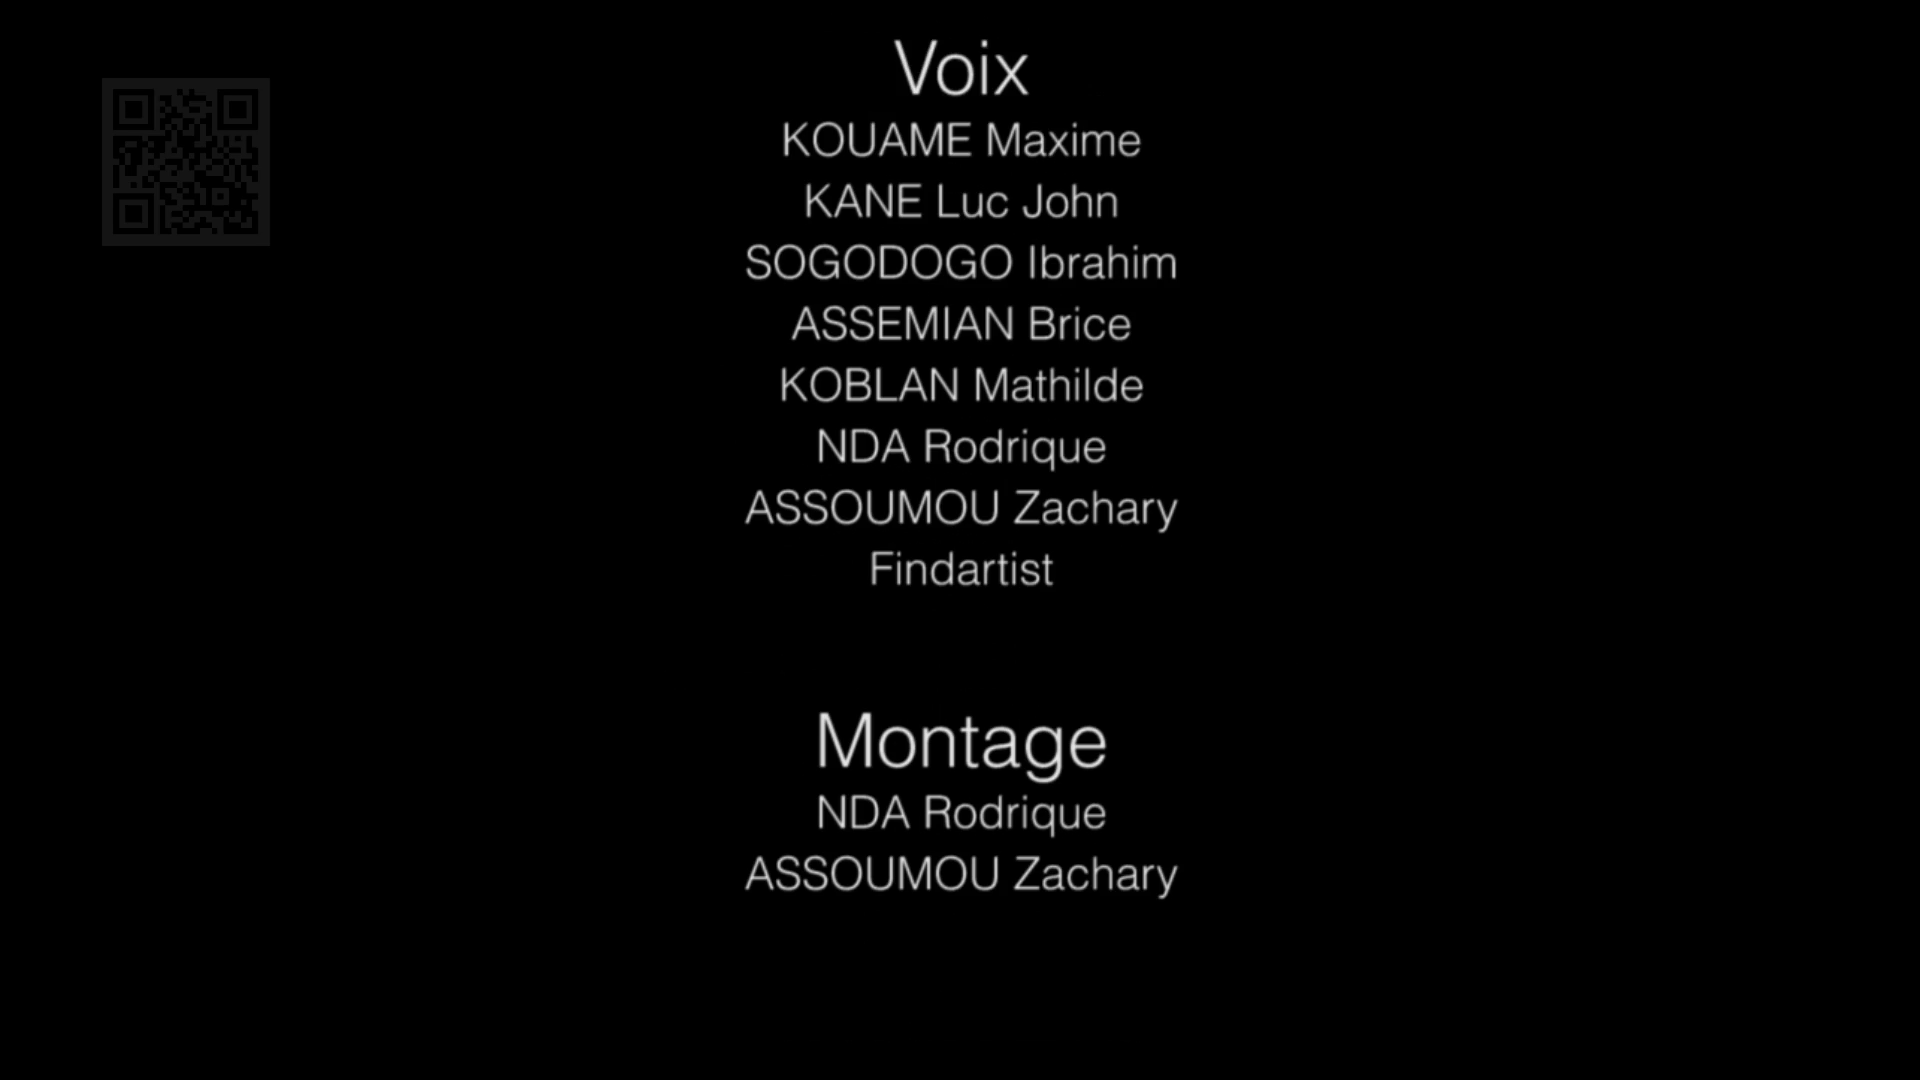 Voix
KOUAME Maxime
KANE Luc John
SOGODOGO Ibrahim
ASSEMIAN Brice
KOBLAN Mathilde
NDA Rodrique
ASSOUMOU Zachary
Findartist
Montage
NDA Rodrique
ASSOUMOU Zachary